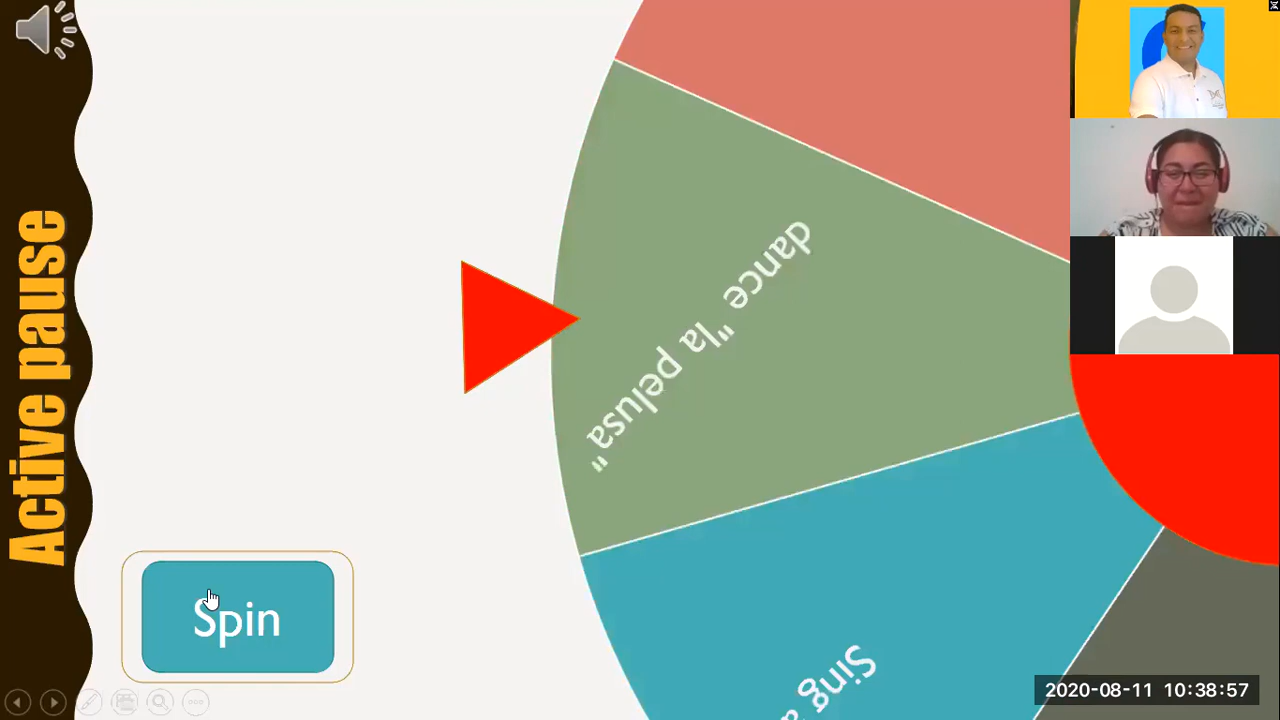 Active pause
dance "la pelusa"
Sing a
Spin
2020-08-11 10:38:57